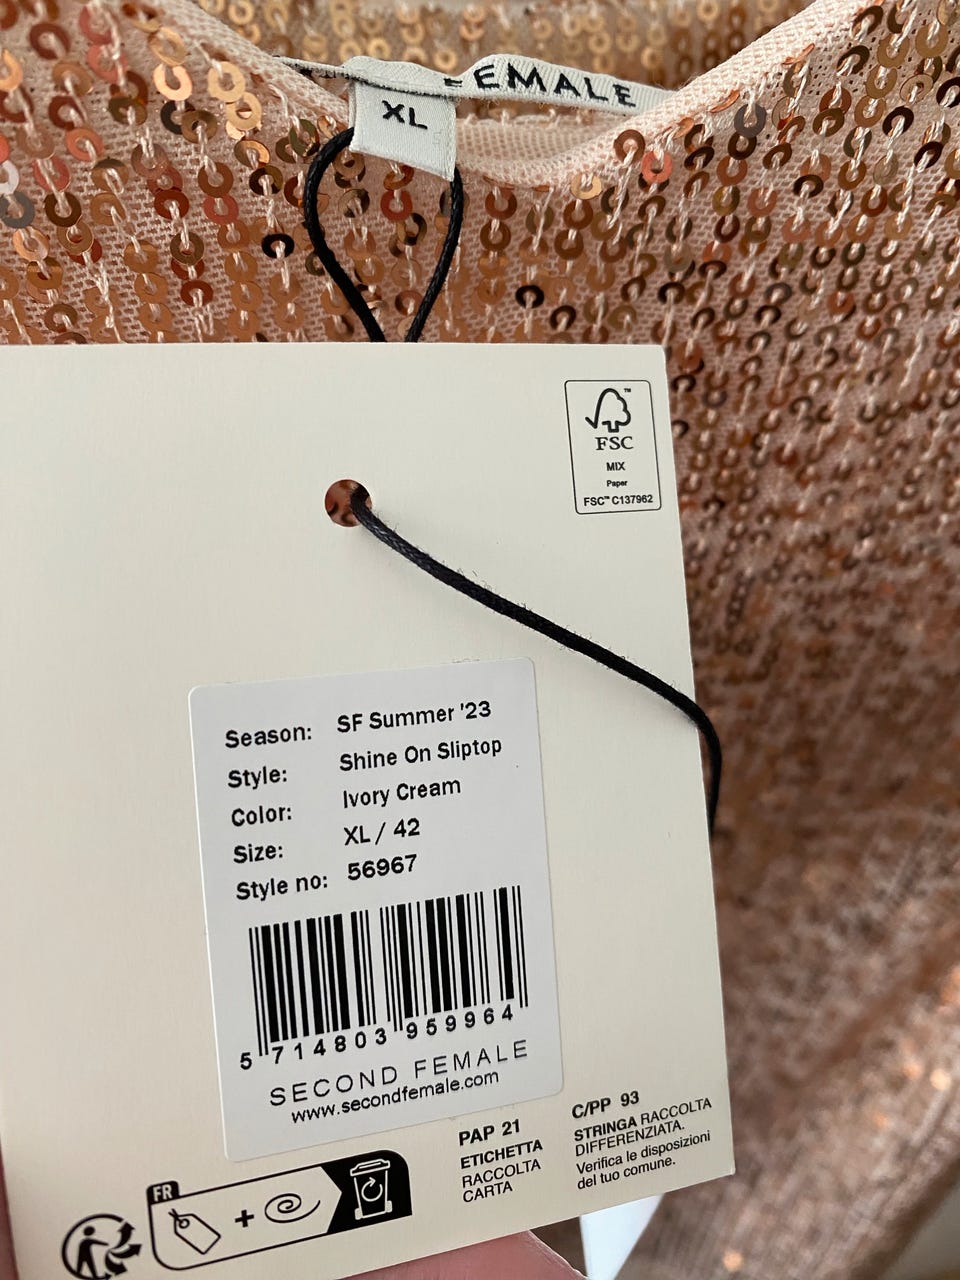 FEMALE
XL
FSC
MIX
Paper
FSC™ C137962
Season: SF Summer '23
Style: Shine On Sliptop
Color: Ivory Cream
Size: XL / 42
Style no: 56967
5 714803 959964
SECOND FEMALE
www.secondfemale.com
PAP 21
ETICHETTA
RACCOLTA
CARTA
C/PP 93
STRINGA RACCOLTA
DIFFERENZIATA.
Verifica le disposizioni
del tuo comune.
FR
+